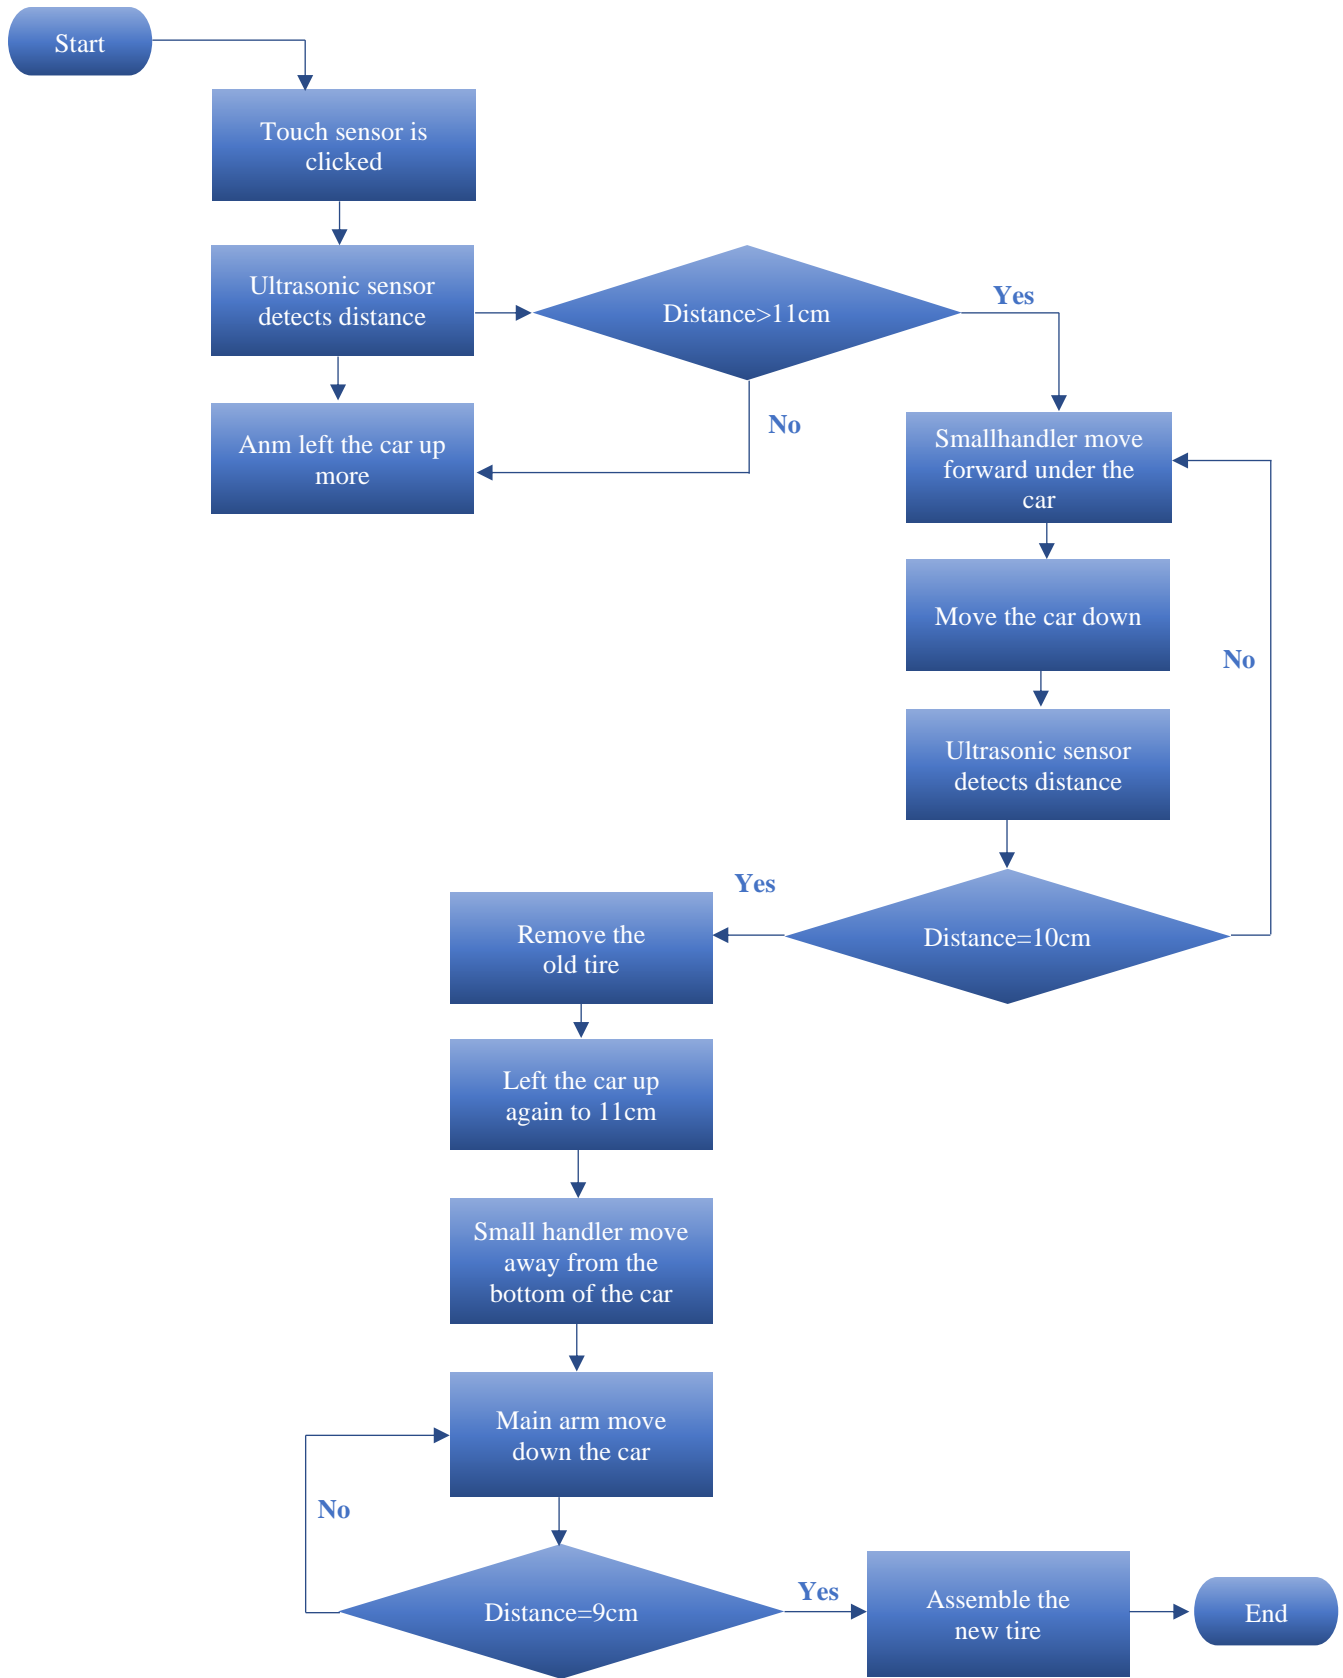 Start
Touch sensor is
clicked
Ultrasonic sensor
detects distance
Distance>11cm
Yes
No
Anm left the car up
more
Smallhandler move
forward under the
car
Move the car down
No
Ultrasonic sensor
detects distance
Distance=10cm
Yes
Remove the
old tire
Left the car up
again to 11cm
Small handler move
away from the
bottom of the car
Main arm move
down the car
No
Distance=9cm
Yes
Assemble the
new tire
End